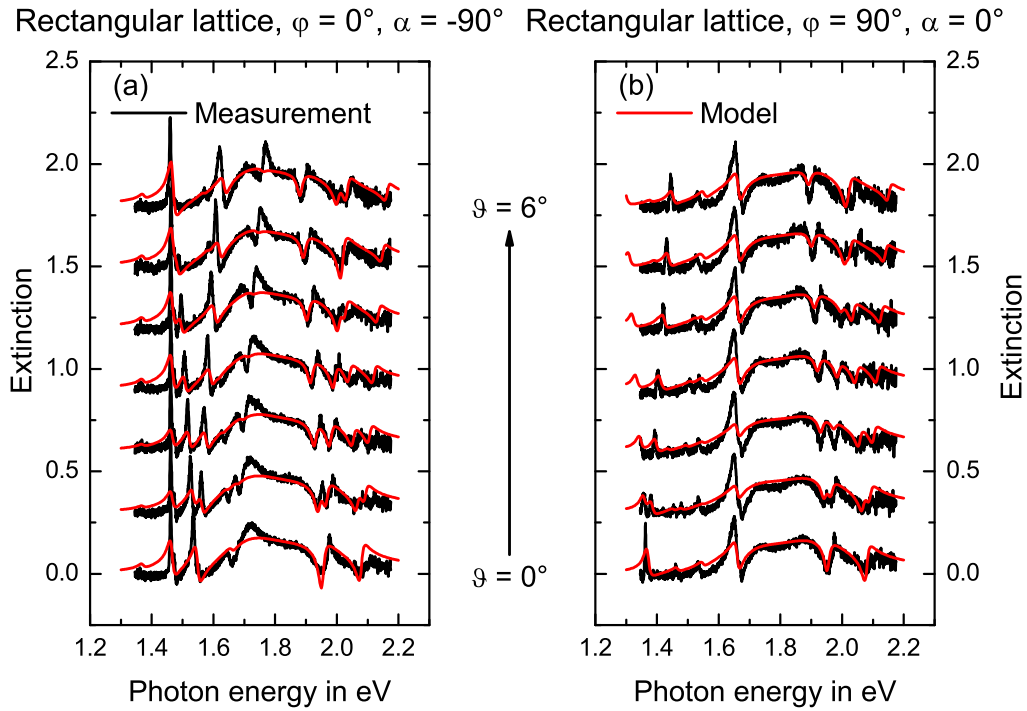 Rectangular lattice, φ = 0°, α = -90°
Rectangular lattice, φ = 90°, α = 0°
2.5
(a)
Measurement
2.0
1.5
1.0
0.5
0.0
Extinction
1.2 1.4 1.6 1.8 2.0 2.2
Photon energy in eV
ϑ = 6°
ϑ = 0°
(b)
Model
2.5
2.0
1.5
1.0
0.5
0.0
Extinction
1.2 1.4 1.6 1.8 2.0 2.2
Photon energy in eV